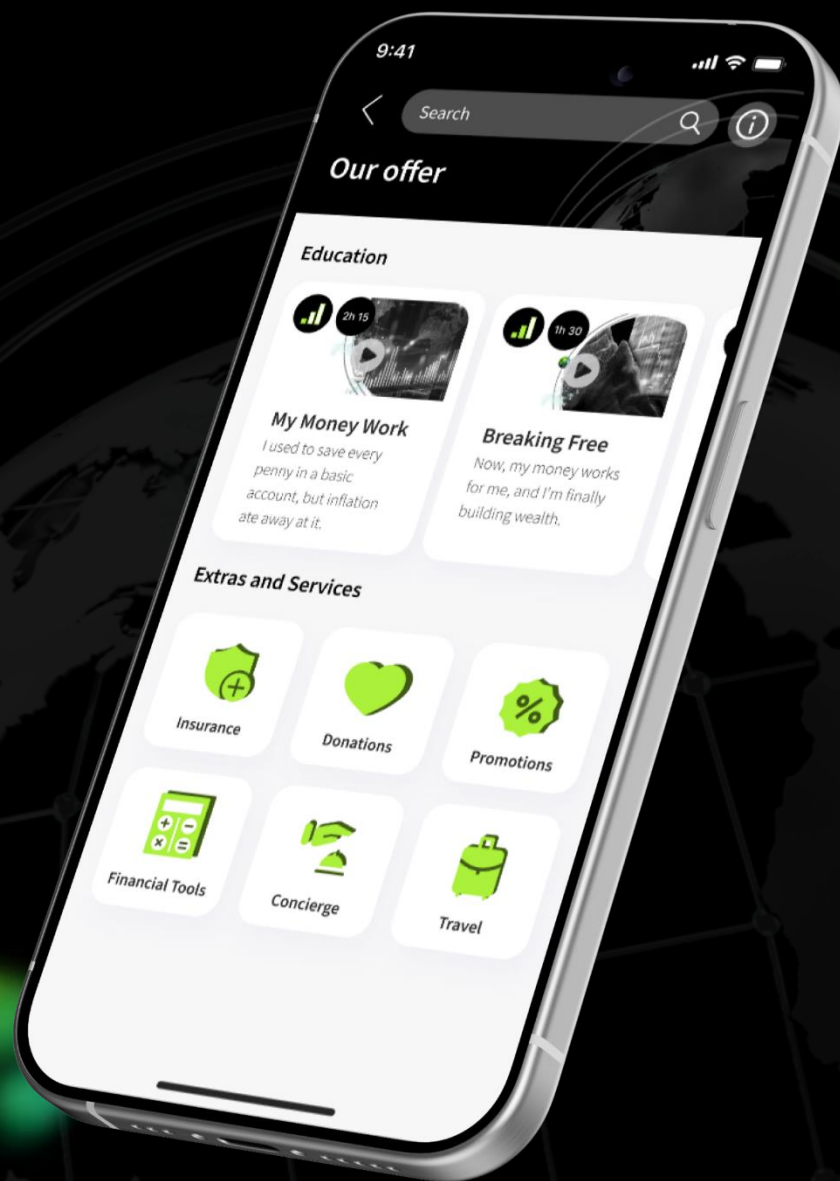 9:41
Search
Our offer
Education
2h 15
My Money Work
I used to save every
penny in a basic
account, but inflation
ate away at it.
1h 30
Breaking Free
Now, my money works
for me, and I'm finally
building wealth.
Extras and Services
Insurance
Donations
Promotions
Financial Tools
Concierge
Travel